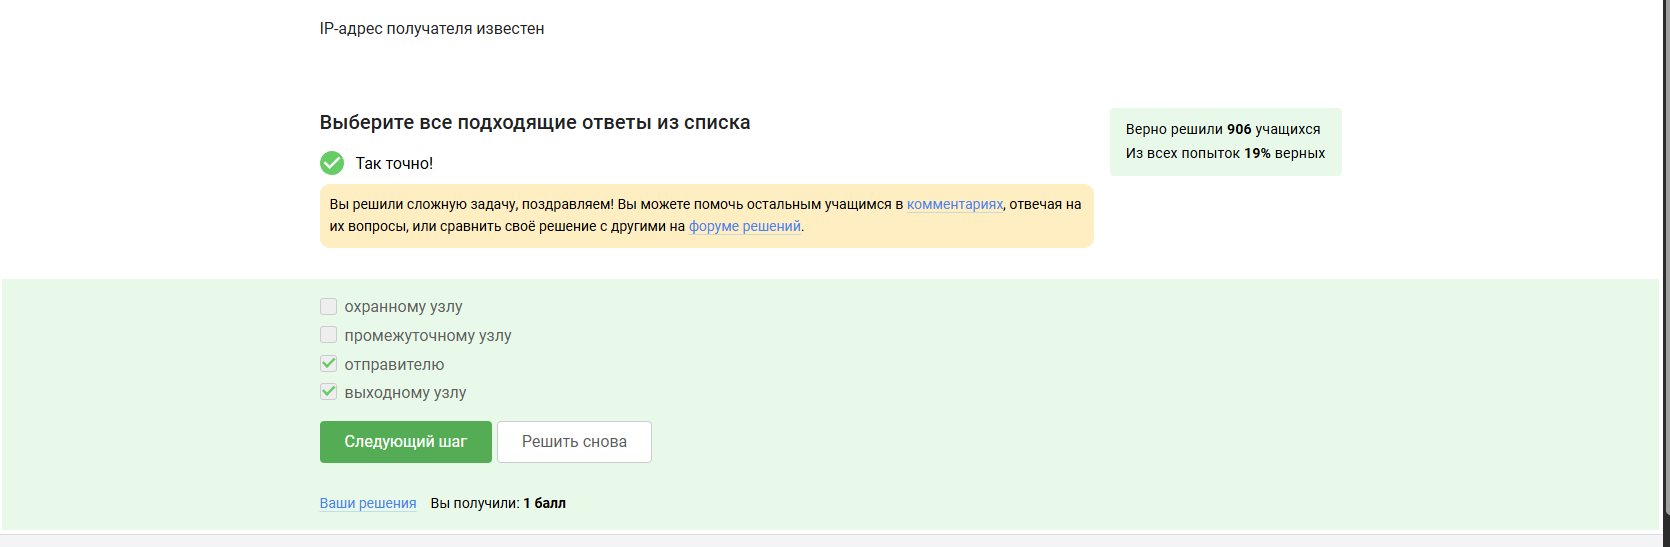 IP-адрес получателя известен
Выберите все подходящие ответы из списка
Так точно!
Вы решили сложную задачу, поздравляем! Вы можете помочь остальным учащимся в комментариях, отвечая на
их вопросы, или сравнить своё решение с другими на форуме решений.
Верно решили 906 учащихся
Из всех попыток 19% верных
охранному узлу
промежуточному узлу
отправителю
выходному узлу
Следующий шаг
Решить снова
Ваши решения Вы получили: 1 балл